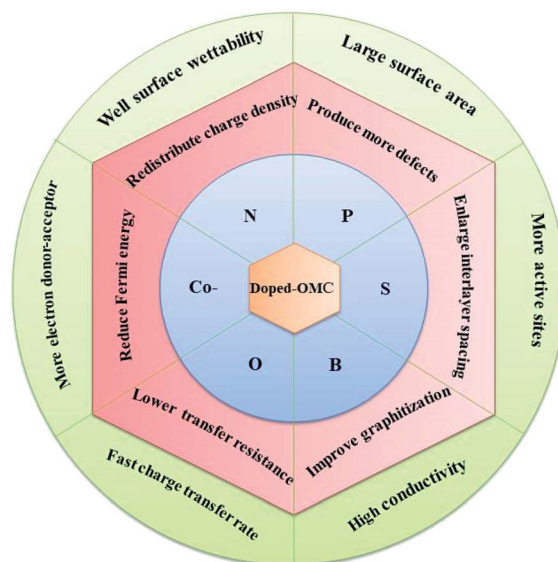 Well surface wettability
Large surface area
More active sites
High conductivity
Fast charge transfer rate
More electron donor-acceptor
Redistribute charge density
Produce more defects
Enlarge interlayer spacing
Improve graphitization
Lower transfer resistance
Reduce Fermi energy
N
P
S
B
O
Co-
Doped-OMC